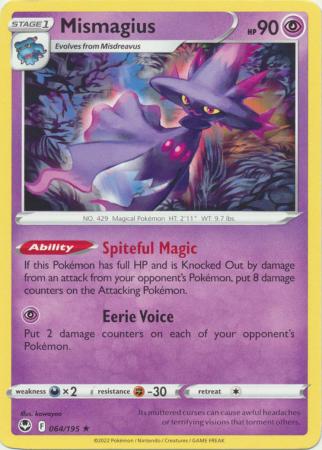 STAGE 1
Mismagius
HP 90
Evolves from Misdreavus
NO. 429 Magical Pokémon HT: 2'11" WT: 9.7 lbs.
Ability Spiteful Magic
If this Pokémon has full HP and is Knocked Out by damage
from an attack from your opponent's Pokémon, put 8 damage
counters on the Attacking Pokémon.
Eerie Voice
Put 2 damage counters on each of your opponent's
Pokémon.
weakness ×2 resistance -30 retreat
Illus. kawayoo
F 064/195 ★
Its muttered curses can cause awful headaches
or terrifying visions that torment others.
©2022 Pokémon / Nintendo / Creatures / GAME FREAK